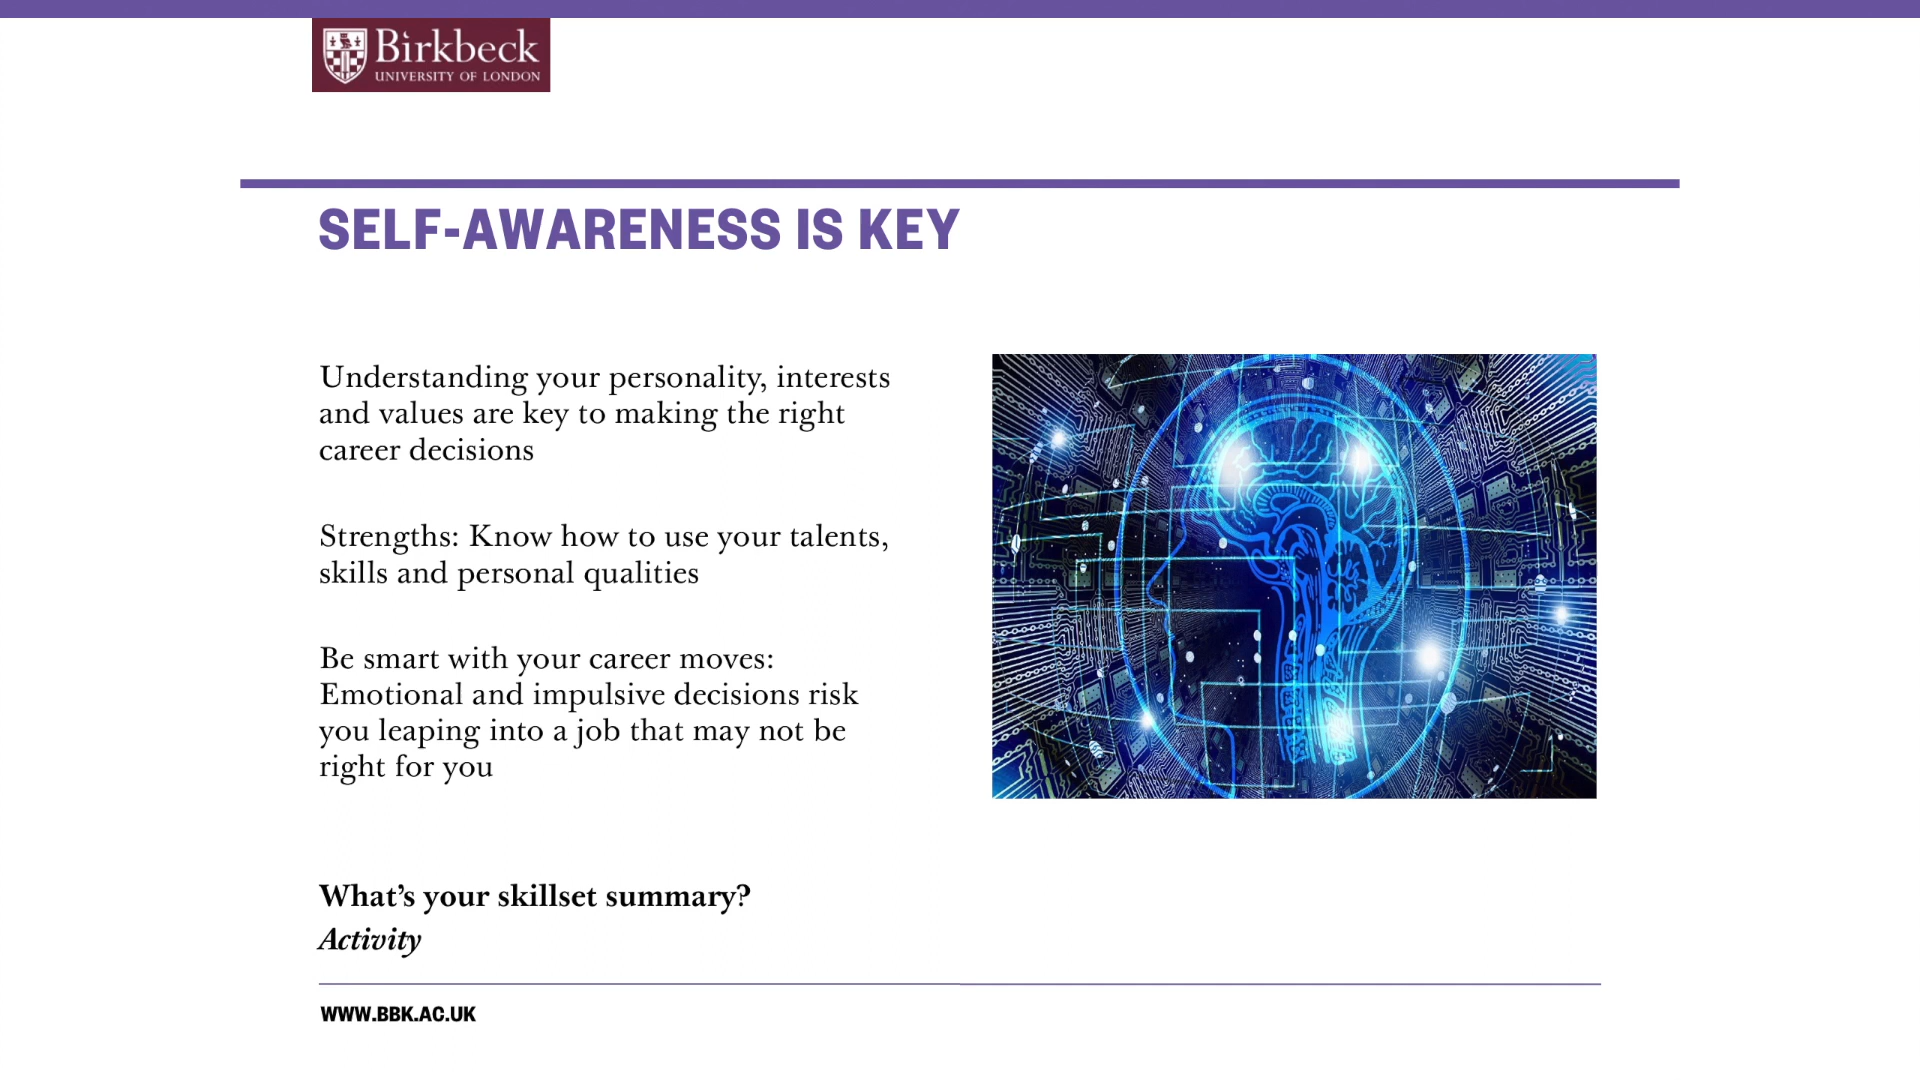 Birkbeck
UNIVERSITY OF LONDON
SELF-AWARENESS IS KEY
Understanding your personality, interests
and values are key to making the right
career decisions
Strengths: Know how to use your talents,
skills and personal qualities
Be smart with your career moves:
Emotional and impulsive decisions risk
you leaping into a job that may not be
right for you
What’s your skillset summary?
Activity
WWW.BBK.AC.UK